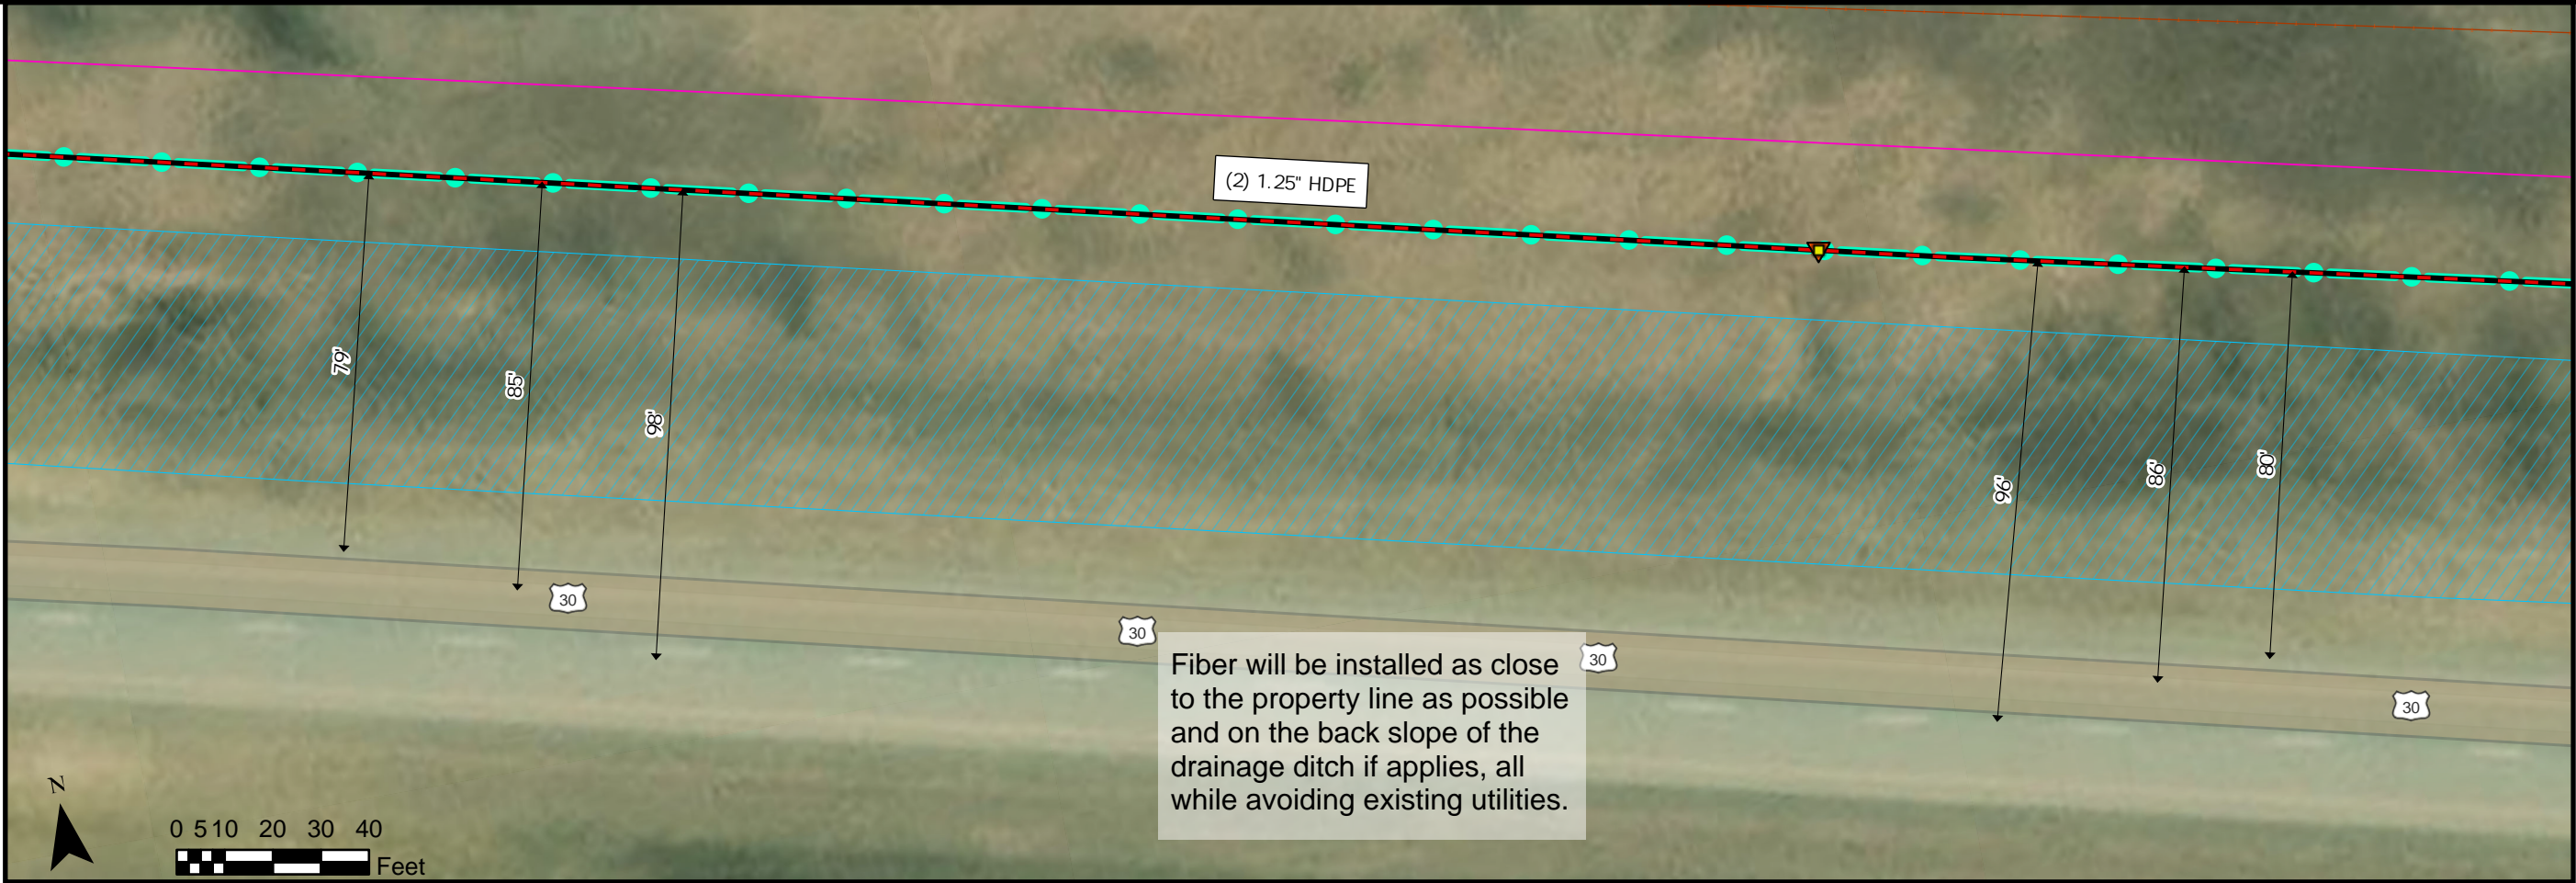 (2) 1.25" HDPE
79'
85'
98'
96'
86'
80'
30
30
30
30
Fiber will be installed as close
to the property line as possible
and on the back slope of the
drainage ditch if applies, all
while avoiding existing utilities.
N
0 5 10 20 30 40
Feet